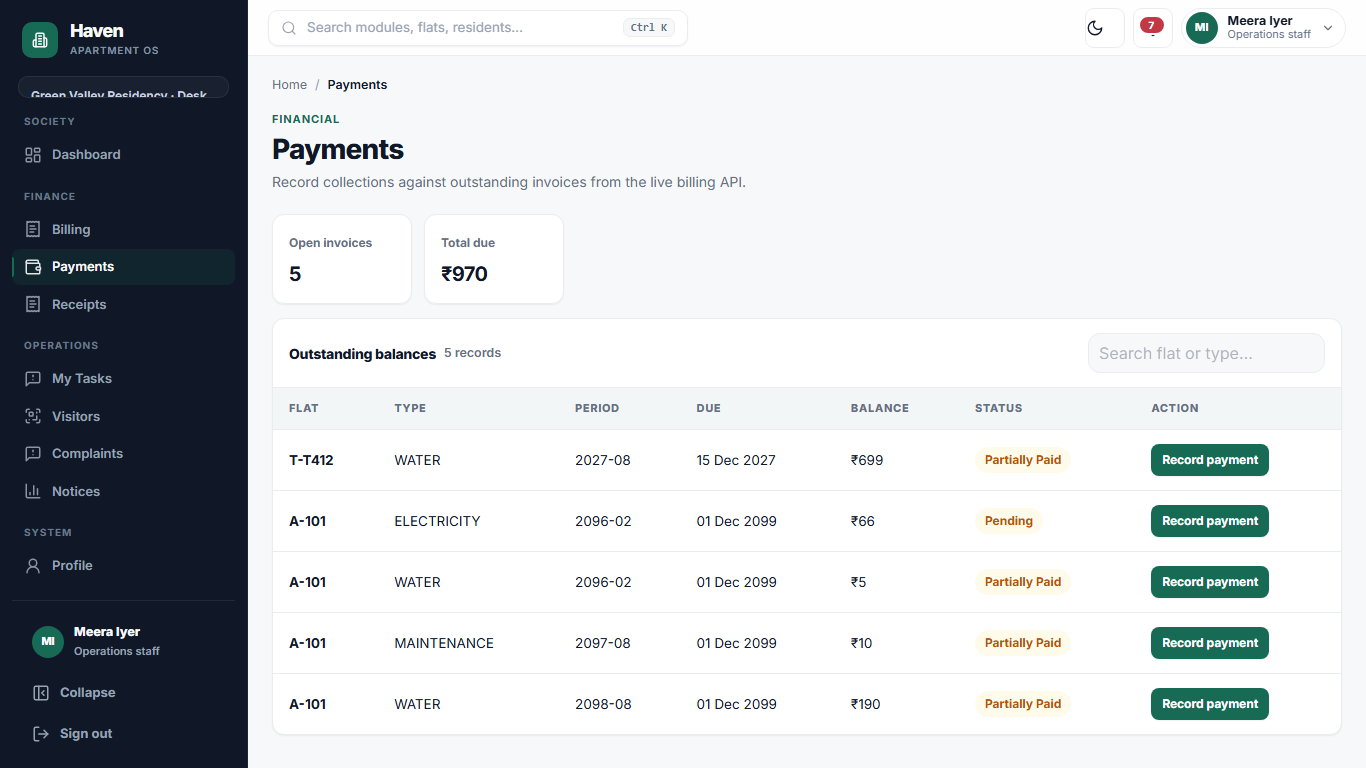 Haven
APARTMENT OS
Green Valley Residency · Desk
SOCIETY
Dashboard
FINANCE
Billing
Payments
Receipts
OPERATIONS
My Tasks
Visitors
Complaints
Notices
SYSTEM
Profile
MI
Meera Iyer
Operations staff
Collapse
Sign out
Search modules, flats, residents...
Ctrl K
7
MI
Meera Iyer
Operations staff
Home / Payments
FINANCIAL
Payments
Record collections against outstanding invoices from the live billing API.
Open invoices
5
Total due
₹970
Outstanding balances 5 records
Search flat or type...
FLAT TYPE PERIOD DUE BALANCE STATUS ACTION
T-T412 WATER 2027-08 15 Dec 2027 ₹699 Partially Paid Record payment
A-101 ELECTRICITY 2096-02 01 Dec 2099 ₹66 Pending Record payment
A-101 WATER 2096-02 01 Dec 2099 ₹5 Partially Paid Record payment
A-101 MAINTENANCE 2097-08 01 Dec 2099 ₹10 Partially Paid Record payment
A-101 WATER 2098-08 01 Dec 2099 ₹190 Partially Paid Record payment